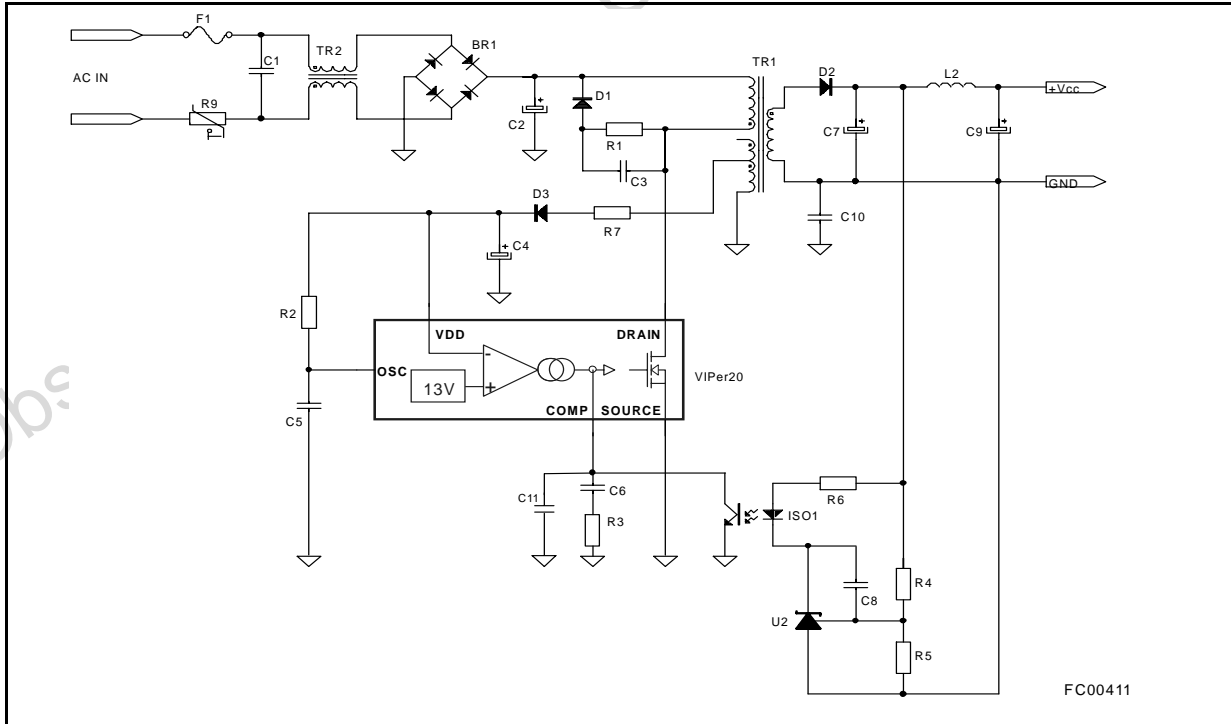 F1
TR2
BR1
TR1
D2
L2
C1
AC IN
+Vcc
D1
C2
C7
C9
R9
T
R1
C3
GND
D3
C4
R7
C10
R2
VDD
DRAIN
OSC
13V
-
+
VIPer20
COMP SOURCE
C5
C11
C6
R6
ISO1
R3
C8
R4
U2
R5
FC00411
obs